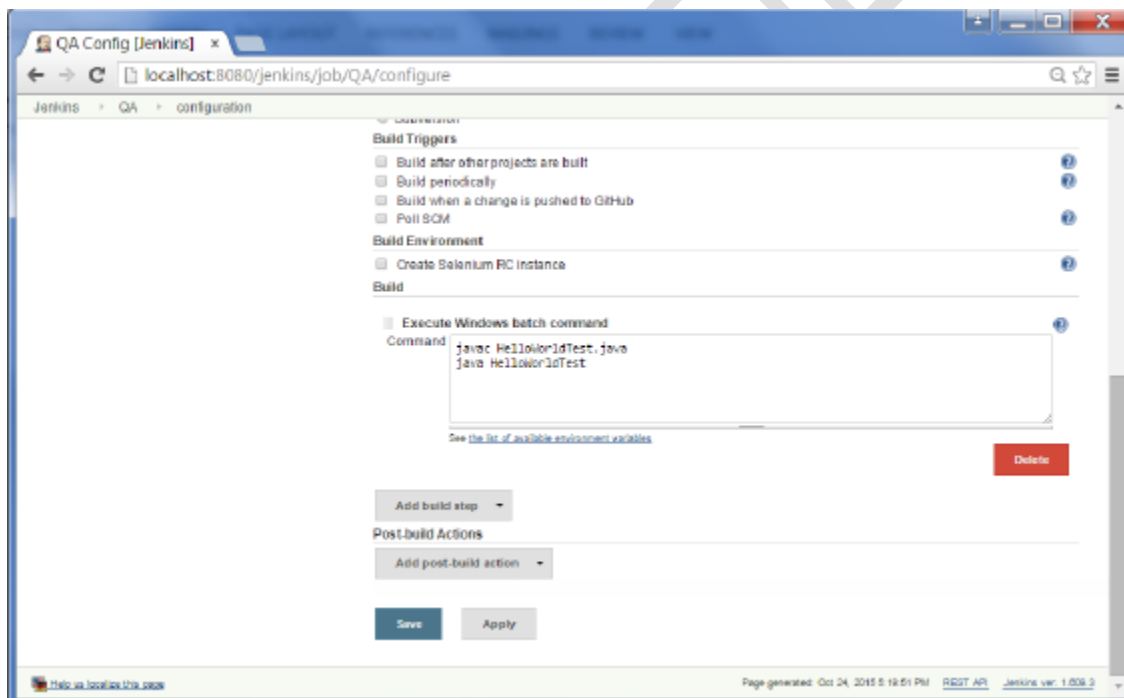 QA Config [Jenkins] ×
localhost:8080/jenkins/job/QA/configure
Jenkins QA configuration
Subversion
Build Triggers
Build after other projects are built
Build periodically
Build when a change is pushed to GitHub
Poll SCM
Build Environment
Create Selenium RC instance
Build
Execute Windows batch command
Command
javac HelloWorldTest.java
java HelloWorldTest
See the list of available environment variables
Delete
Add build step
Post-build Actions
Add post-build action
Save Apply
Help us localize this page Page generated: Oct 24, 2015 5:19:51 PM REST API Jenkins ver. 1.609.3